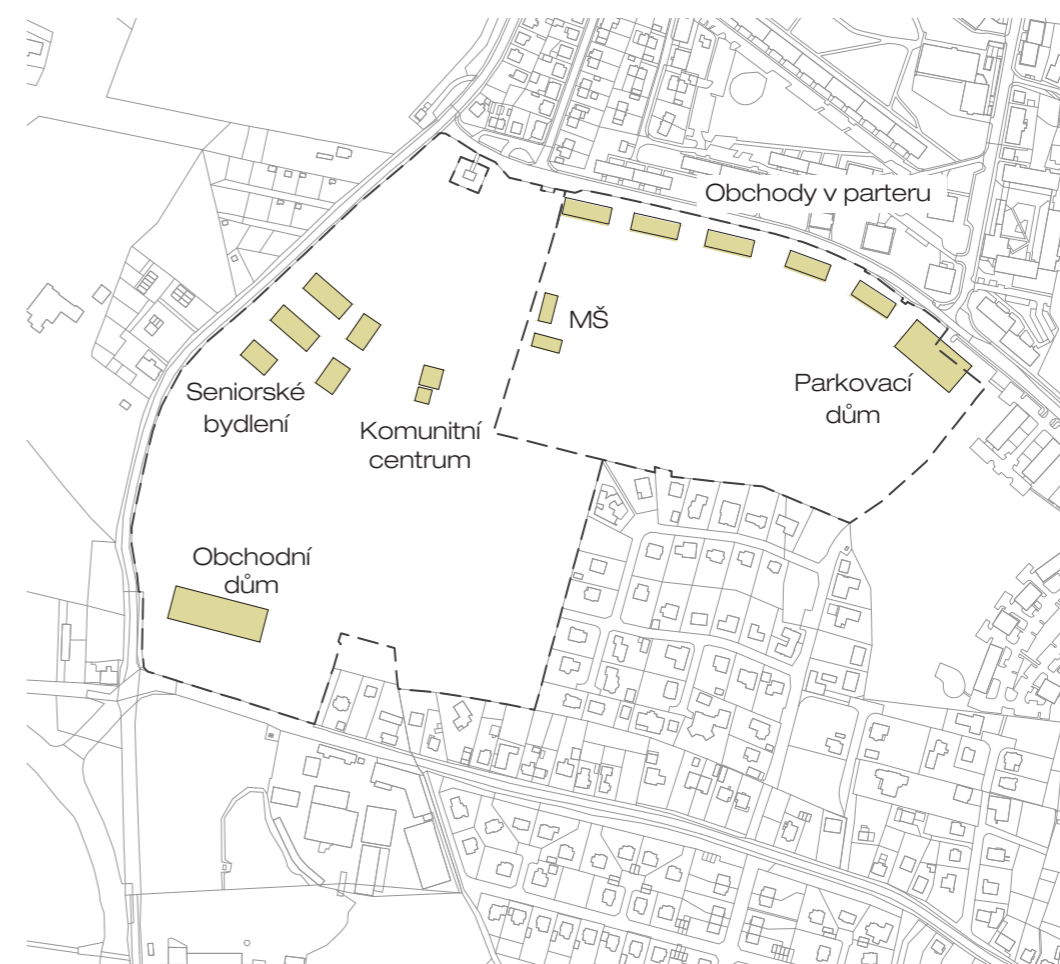 Obchody v parteru
MŠ
Parkovací
dům
Seniorské
bydlení
Komunitní
centrum
Obchodní
dům